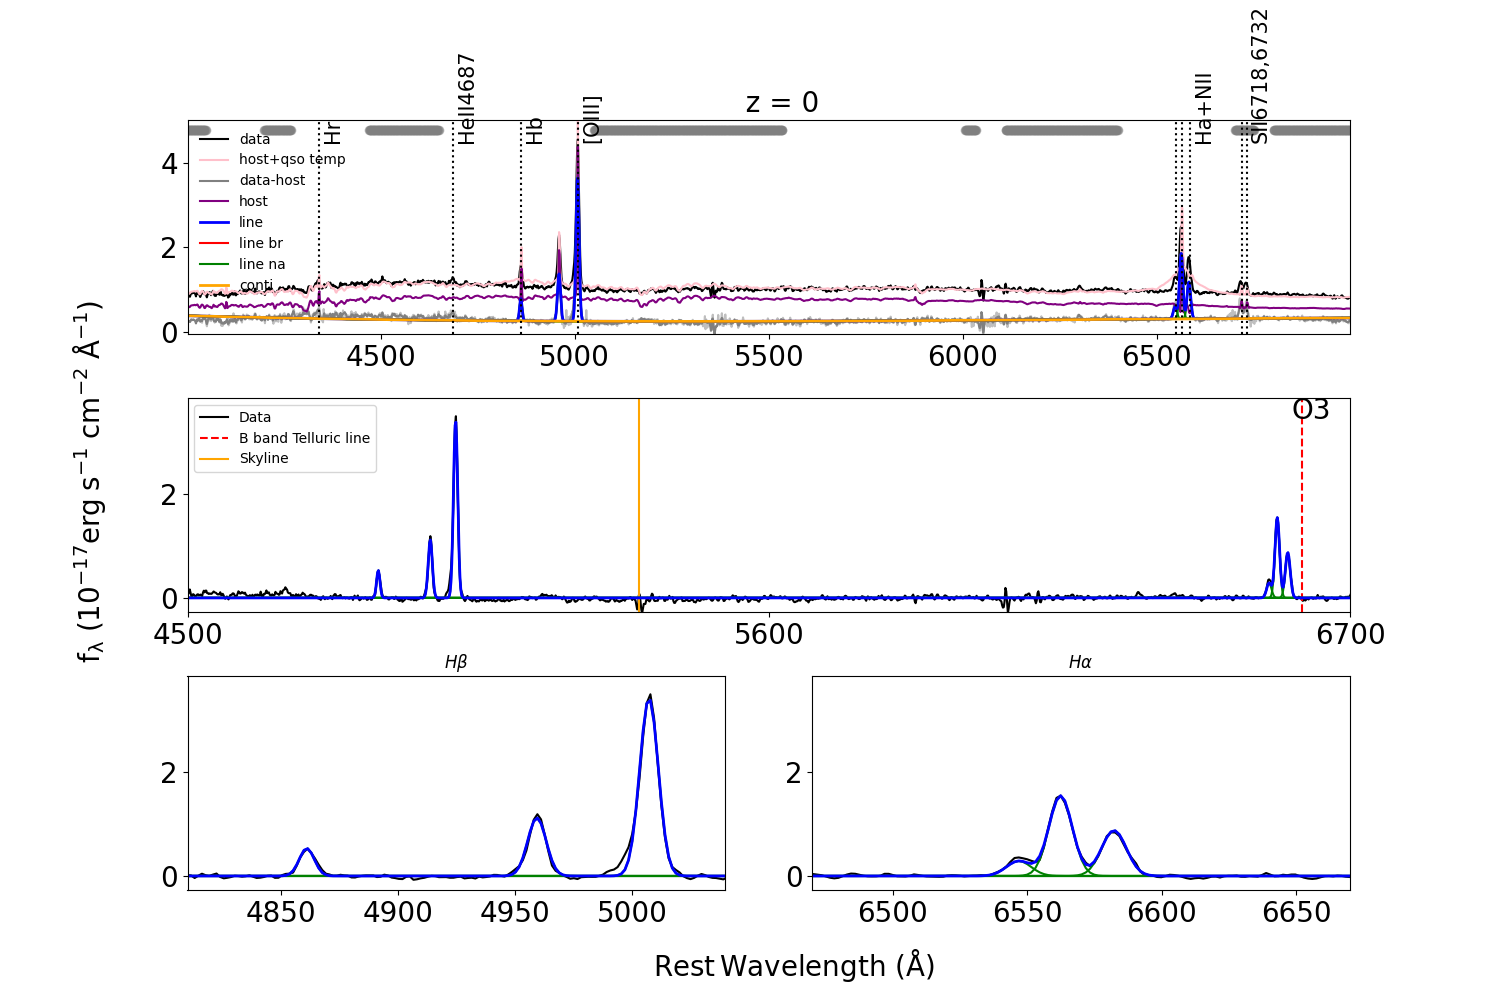 z = 0
Hr
HeII4687
Hb
[OIII]
Ha+NII
SII6718,6732
data
host+qso temp
data-host
host
line
line br
line na
conti
4
2
0
4500
5000
5500
6000
6500
f_λ (10^−17 erg s^−1 cm^−2 Å^−1)
Data
B band Telluric line
Skyline
O3
2
0
4500
5600
6700
Hβ
2
0
4850
4900
4950
5000
Hα
2
0
6500
6550
6600
6650
Rest Wavelength (Å)